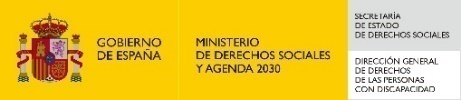 GOBIERNO
DE ESPAÑA
MINISTERIO
DE DERECHOS SOCIALES
Y AGENDA 2030
SECRETARÍA
DE ESTADO
DE DERECHOS SOCIALES
DIRECCIÓN GENERAL
DE DERECHOS
DE LAS PERSONAS
CON DISCAPACIDAD